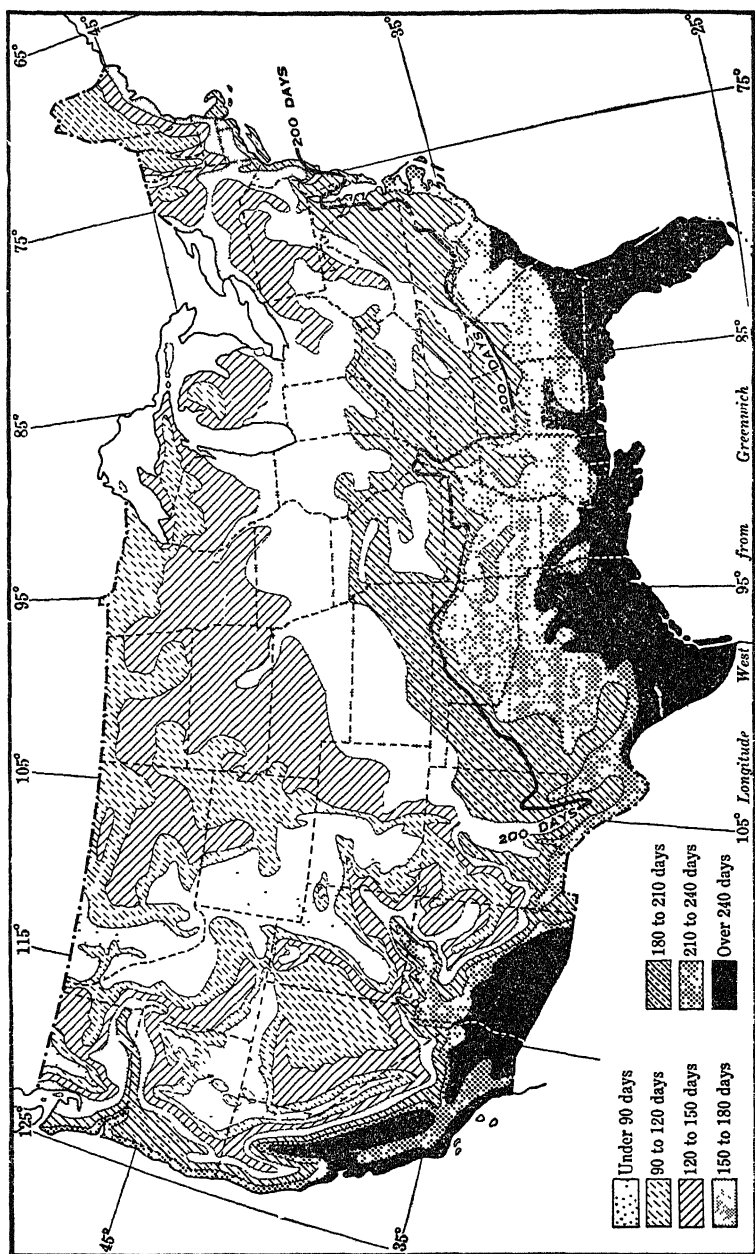 65°
45°
75°
85°
95°
105°
115°
125°
45°
35°
35°
25°
75°
85°
95°
105°
200 DAYS
200 DAYS
200 DAYS
Longitude West from Greenwich
Under 90 days
90 to 120 days
120 to 150 days
150 to 180 days
180 to 210 days
210 to 240 days
Over 240 days